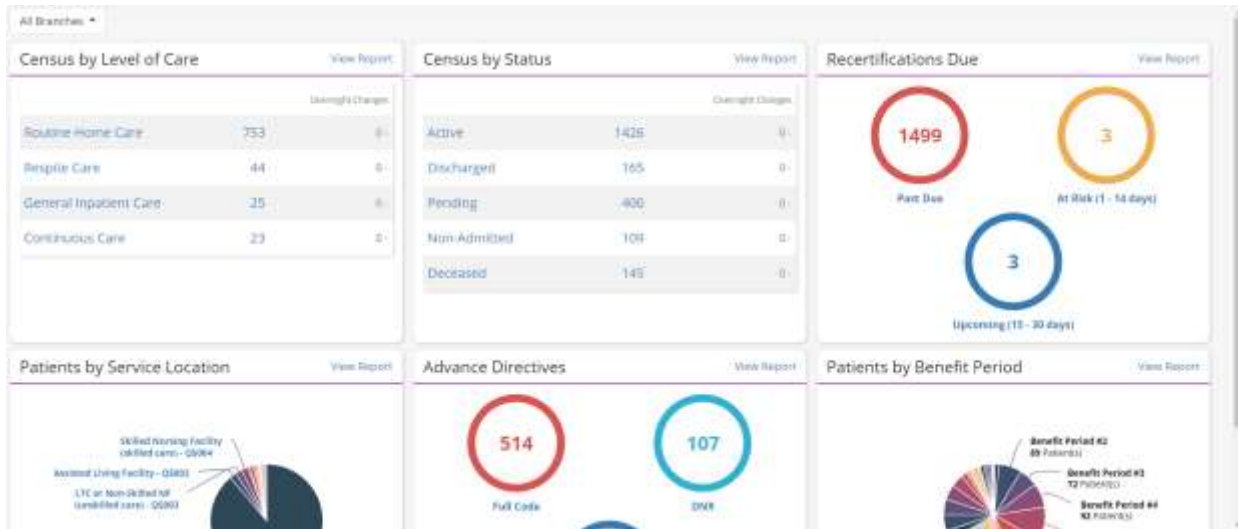 All Branches
Census by Level of Care View Report
Overnight Changes
Routine Home Care 753 0
Respite Care 44 0
General Inpatient Care 25 0
Continuous Care 23 0
Census by Status View Report
Overnight Changes
Active 1426 0
Discharged 165 0
Pending 400 0
Non-Admitted 109 0
Deceased 145 0
Recertifications Due View Report
1499
Past Due
3
At Risk (1 - 14 days)
3
Upcoming (15 - 30 days)
Patients by Service Location View Report
Skilled Nursing Facility
(skilled care) - Q5004
Assisted Living Facility - Q5002
LTC or Non-Skilled NF
(unskilled care) - Q5003
Advance Directives View Report
514
Full Code
107
DNR
Patients by Benefit Period View Report
Benefit Period #2
89 Patient(s)
Benefit Period #3
72 Patient(s)
Benefit Period #4
92 Patient(s)